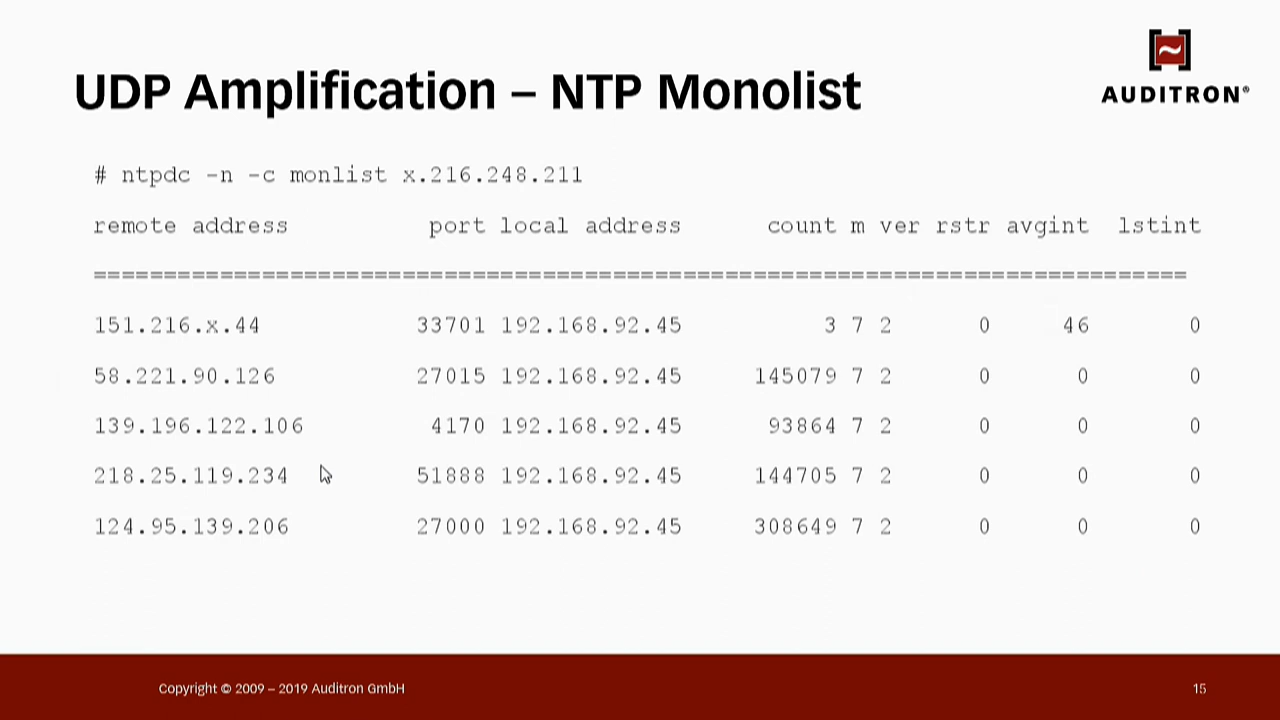 AUDITRON®
UDP Amplification – NTP Monolist
# ntpdc -n -c monlist x.216.248.211
remote address port local address count m ver rstr avgint lstint
==============================================================================
151.216.x.44 33701 192.168.92.45 3 7 2 0 46 0
58.221.90.126 27015 192.168.92.45 145079 7 2 0 0 0
139.196.122.106 4170 192.168.92.45 93864 7 2 0 0 0
218.25.119.234 51888 192.168.92.45 144705 7 2 0 0 0
124.95.139.206 27000 192.168.92.45 308649 7 2 0 0 0
Copyright © 2009 – 2019 Auditron GmbH 15